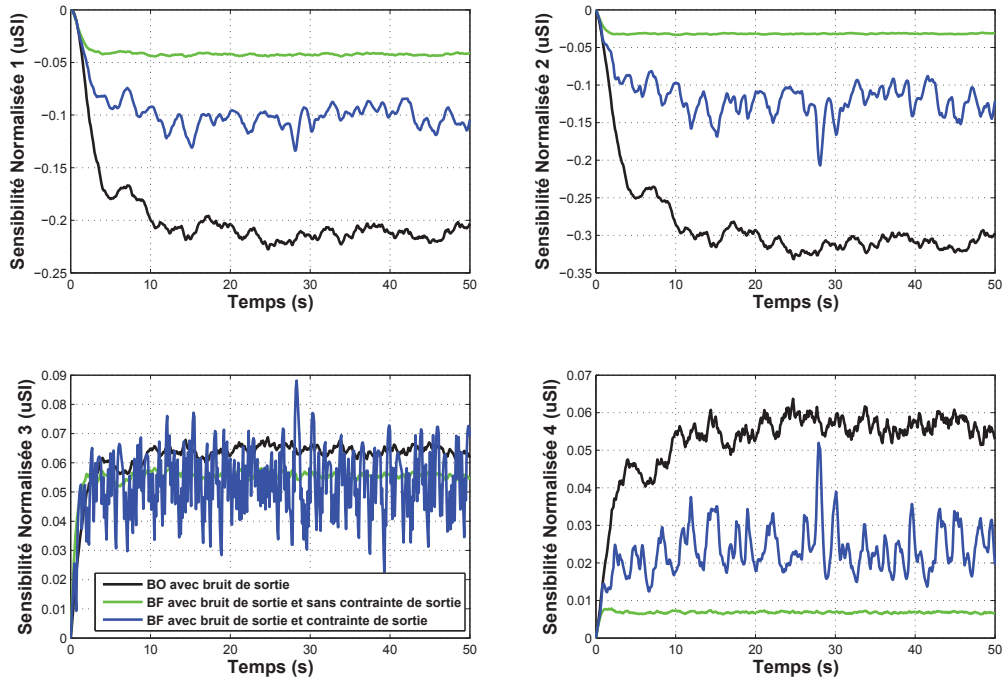 Sensibilité Normalisée 1 (uSI)
0
−0.05
−0.1
−0.15
−0.2
−0.25
0 10 20 30 40 50
Temps (s)
Sensibilité Normalisée 2 (uSI)
0
−0.05
−0.1
−0.15
−0.2
−0.25
−0.3
−0.35
0 10 20 30 40 50
Temps (s)
Sensibilité Normalisée 3 (uSI)
0.09
0.08
0.07
0.06
0.05
0.04
0.03
0.02
0.01
0
BO avec bruit de sortie
BF avec bruit de sortie et sans contrainte de sortie
BF avec bruit de sortie et contrainte de sortie
0 10 20 30 40 50
Temps (s)
Sensibilité Normalisée 4 (uSI)
0.07
0.06
0.05
0.04
0.03
0.02
0.01
0
0 10 20 30 40 50
Temps (s)